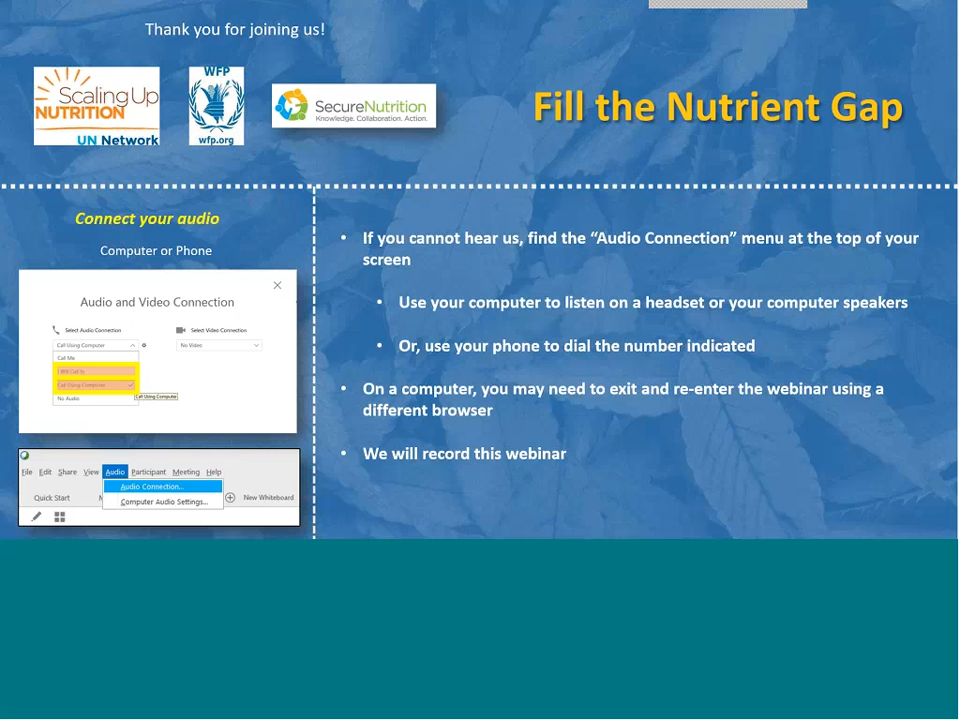 Thank you for joining us!
Scaling Up
NUTRITION
UN Network
WFP
wfp.org
SecureNutrition
Knowledge. Collaboration. Action.
Fill the Nutrient Gap
Connect your audio
Computer or Phone
Audio and Video Connection
Select Audio Connection
Select Video Connection
Call Using Computer
No Video
Call Me
I Will Call In
Call Using Computer
Call Using Computer
No Audio
File Edit Share View Audio Participant Meeting Help
Audio Connection...
Quick Start
New Whiteboard
Computer Audio Settings...
• If you cannot hear us, find the “Audio Connection” menu at the top of your
screen
• Use your computer to listen on a headset or your computer speakers
• Or, use your phone to dial the number indicated
• On a computer, you may need to exit and re-enter the webinar using a
different browser
• We will record this webinar